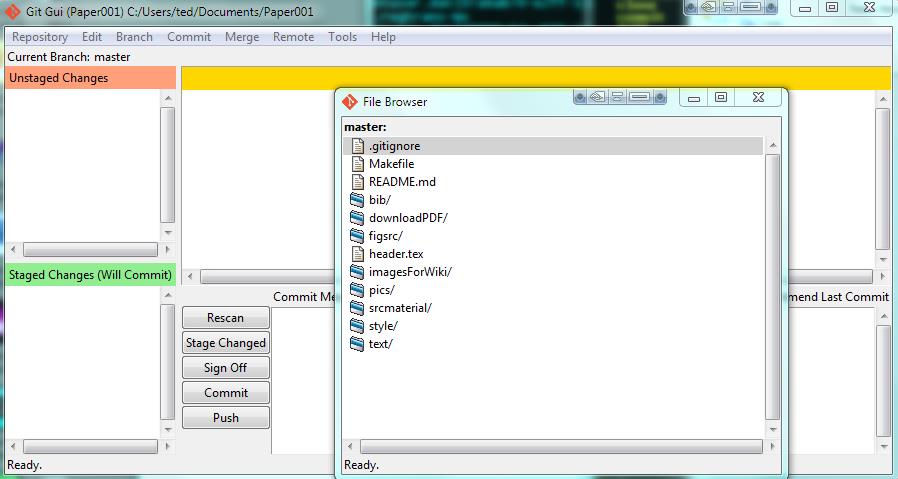 Git Gui (Paper001) C:/Users/ted/Documents/Paper001
Repository Edit Branch Commit Merge Remote Tools Help
Current Branch: master
Unstaged Changes
File Browser
master:
.gitignore
Makefile
README.md
bib/
downloadPDF/
figsrc/
header.tex
imagesForWiki/
pics/
srcmaterial/
style/
text/
Ready.
Staged Changes (Will Commit)
Commit Me
mend Last Commit
Rescan
Stage Changed
Sign Off
Commit
Push
Ready.